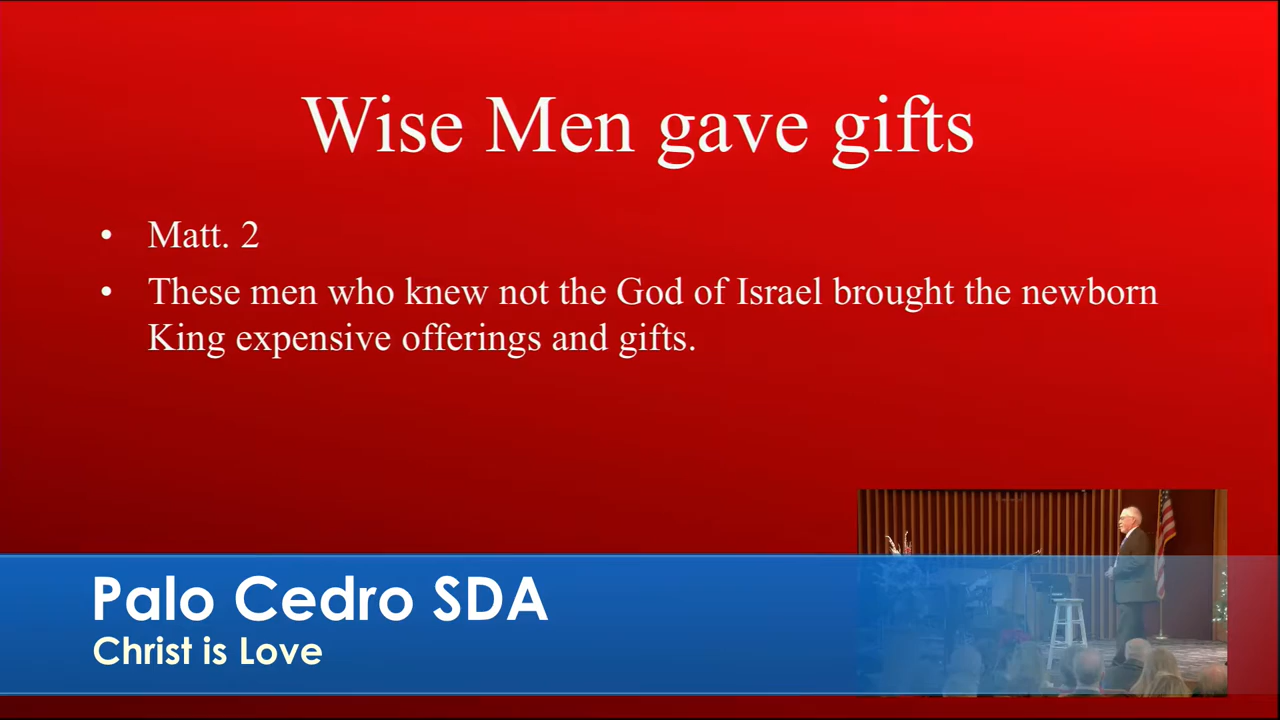 Wise Men gave gifts
• Matt. 2
• These men who knew not the God of Israel brought the newborn
King expensive offerings and gifts.
Palo Cedro SDA
Christ is Love